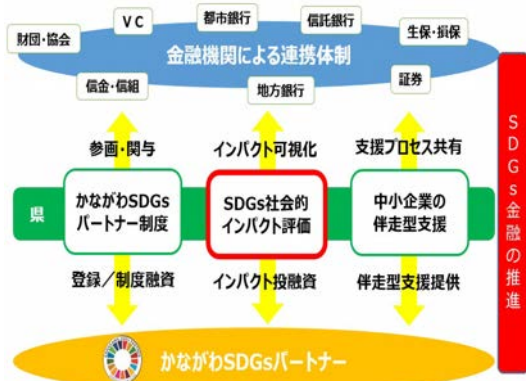 財団・協会
VC
都市銀行
信託銀行
生保・損保
金融機関による連携体制
信金・信組
地方銀行
証券
参画・関与
インパクト可視化
支援プロセス共有
県
かながわSDGs
パートナー制度
SDGs社会的
インパクト評価
中小企業の
伴走型支援
登録／制度融資
インパクト投融資
伴走型支援提供
かながわSDGsパートナー
SDGs金融の推進